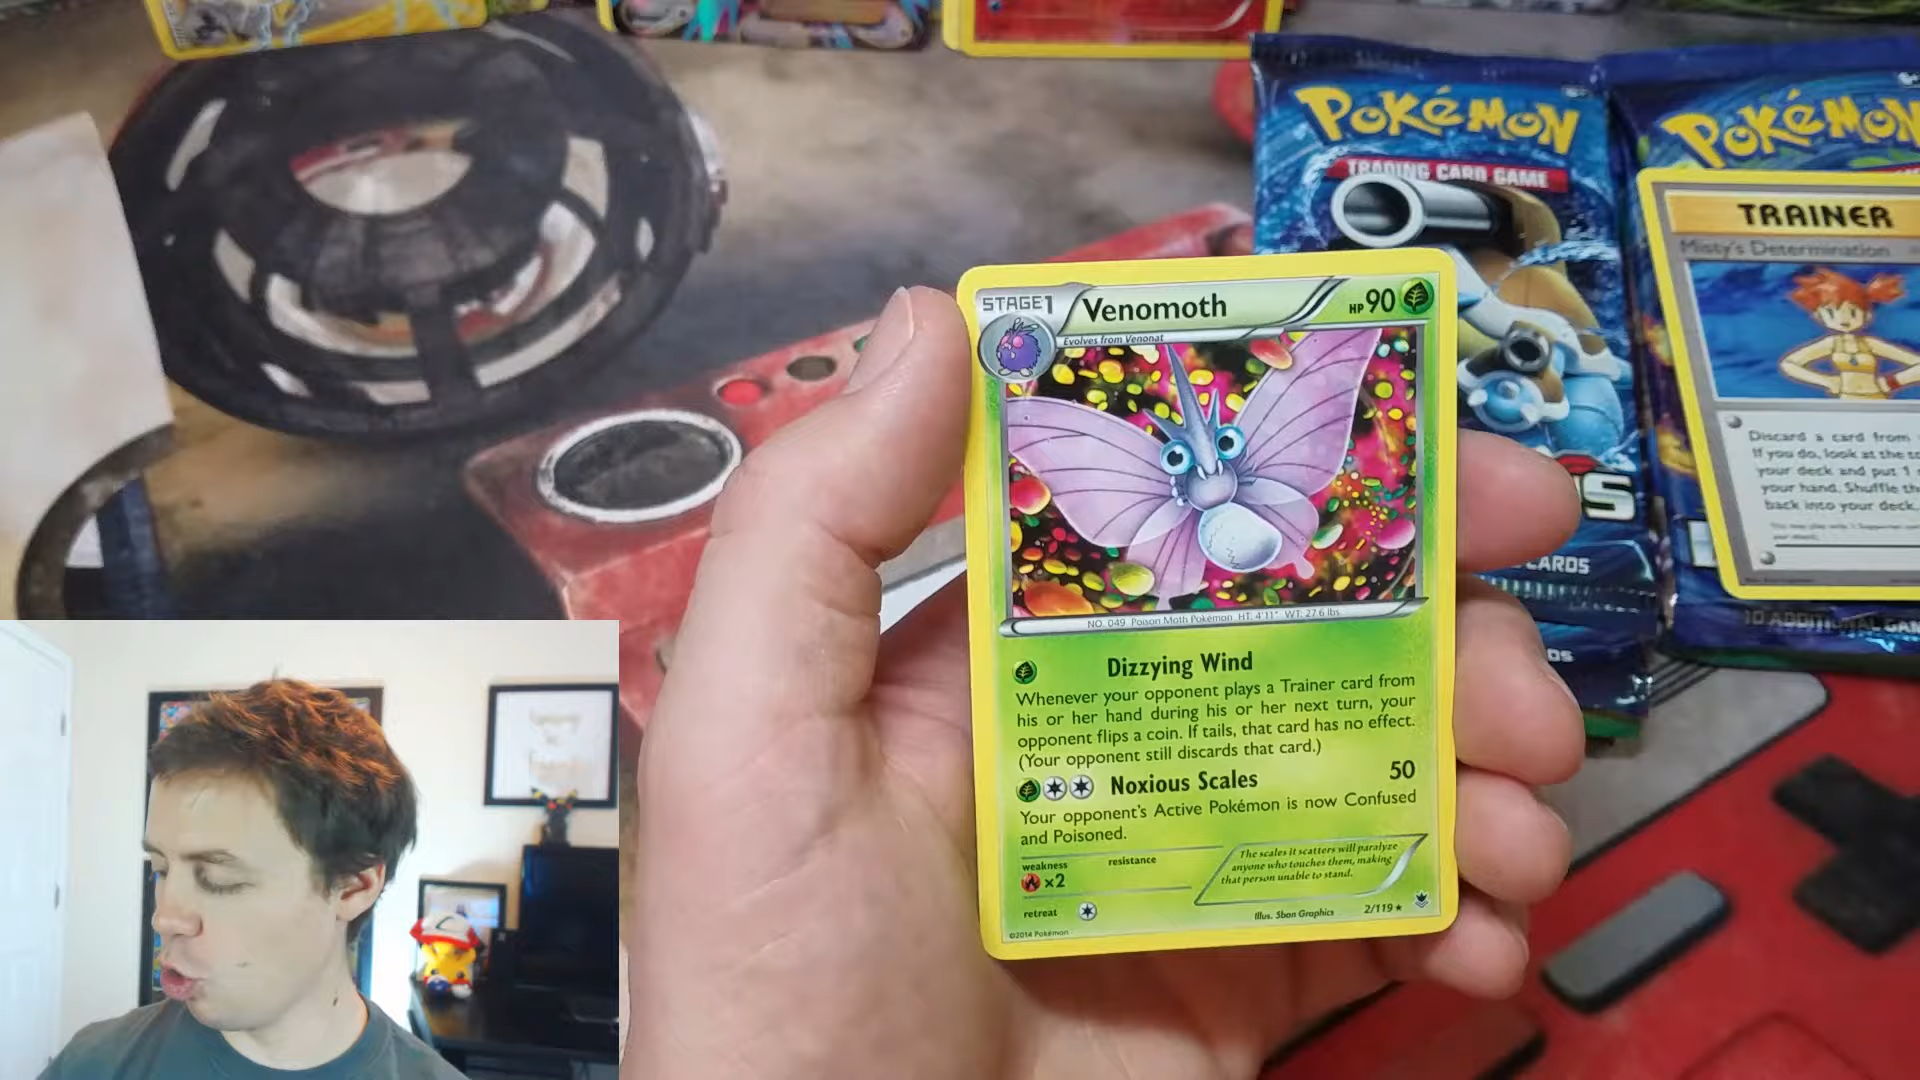 POKéMON
TRADING CARD GAME
POKéMON
TRAINER
Misty's Determination
Discard a card from
If you do, look at the
your deck and put 1
your hand. Shuffle
back into your deck.
CARDS
10 ADDITIONAL GAM
STAGE1
Venomoth
HP90
Evolves from Venonat
NO. 049 Poison Moth Pokémon HT: 4'11" WT: 27.6 lbs.
Dizzying Wind
Whenever your opponent plays a Trainer card from
his or her hand during his or her next turn, your
opponent flips a coin. If tails, that card has no effect.
(Your opponent still discards that card.)
Noxious Scales 50
Your opponent's Active Pokémon is now Confused
and Poisoned.
weakness resistance
×2
The scales it scatters will paralyze
anyone who touches them, making
that person unable to stand.
retreat
Illus. 5ban Graphics 2/119 ★
©2014 Pokémon